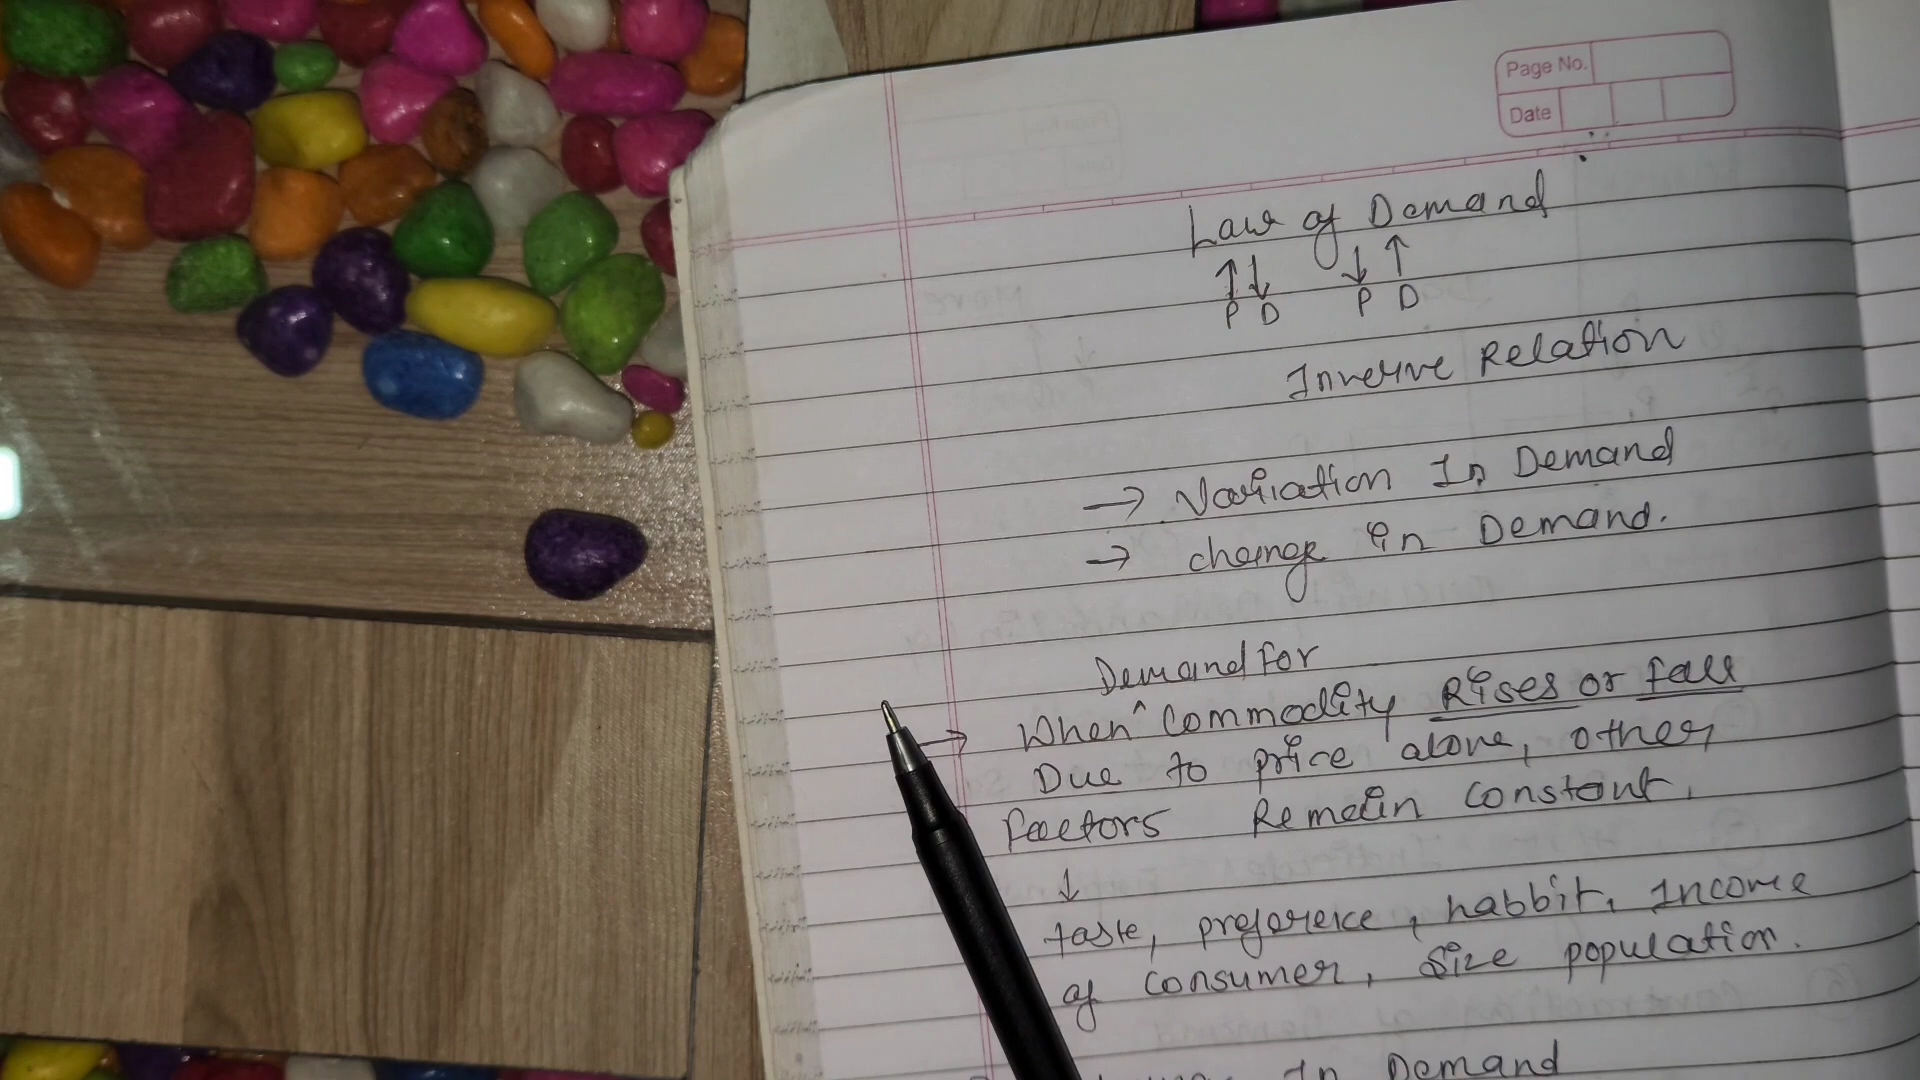 Page No.
Date
Law of Demand
↑↓ ↓↑
P D P D
Inverse Relation
→ Variation In Demand
→ change in Demand.
Demand for
→ When ^ Commodity Rises or fall
Due to price alone, other
factors Remain Constant.
↓
taste, preference, habbit, Income
of consumer, Size population.
In Demand